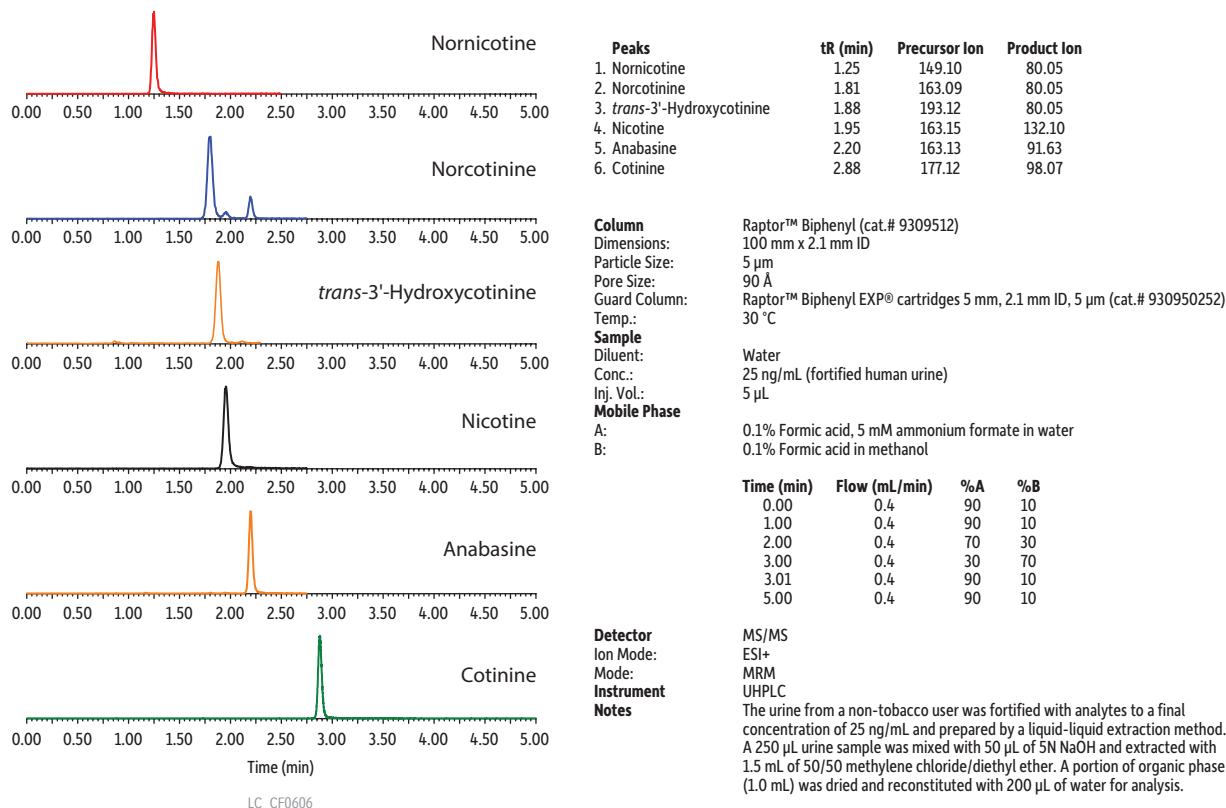 Nornicotine
0.00 0.50 1.00 1.50 2.00 2.50 3.00 3.50 4.00 4.50 5.00
Norcotinine
0.00 0.50 1.00 1.50 2.00 2.50 3.00 3.50 4.00 4.50 5.00
trans-3'-Hydroxycotinine
0.00 0.50 1.00 1.50 2.00 2.50 3.00 3.50 4.00 4.50 5.00
Nicotine
0.00 0.50 1.00 1.50 2.00 2.50 3.00 3.50 4.00 4.50 5.00
Anabasine
0.00 0.50 1.00 1.50 2.00 2.50 3.00 3.50 4.00 4.50 5.00
Cotinine
0.00 0.50 1.00 1.50 2.00 2.50 3.00 3.50 4.00 4.50 5.00
Time (min)
LC_CF0606
Peaks tR (min) Precursor Ion Product Ion
1. Nornicotine 1.25 149.10 80.05
2. Norcotinine 1.81 163.09 80.05
3. trans-3'-Hydroxycotinine 1.88 193.12 80.05
4. Nicotine 1.95 163.15 132.10
5. Anabasine 2.20 163.13 91.63
6. Cotinine 2.88 177.12 98.07
Column Raptor™ Biphenyl (cat.# 9309512)
Dimensions: 100 mm x 2.1 mm ID
Particle Size: 5 µm
Pore Size: 90 Å
Guard Column: Raptor™ Biphenyl EXP® cartridges 5 mm, 2.1 mm ID, 5 µm (cat.# 930950252)
Temp.: 30 °C
Sample
Diluent: Water
Conc.: 25 ng/mL (fortified human urine)
Inj. Vol.: 5 µL
Mobile Phase
A: 0.1% Formic acid, 5 mM ammonium formate in water
B: 0.1% Formic acid in methanol
Time (min) Flow (mL/min) %A %B
0.00 0.4 90 10
1.00 0.4 90 10
2.00 0.4 70 30
3.00 0.4 30 70
3.01 0.4 90 10
5.00 0.4 90 10
Detector MS/MS
Ion Mode: ESI+
Mode: MRM
Instrument UHPLC
Notes The urine from a non-tobacco user was fortified with analytes to a final
concentration of 25 ng/mL and prepared by a liquid-liquid extraction method.
A 250 µL urine sample was mixed with 50 µL of 5N NaOH and extracted with
1.5 mL of 50/50 methylene chloride/diethyl ether. A portion of organic phase
(1.0 mL) was dried and reconstituted with 200 µL of water for analysis.